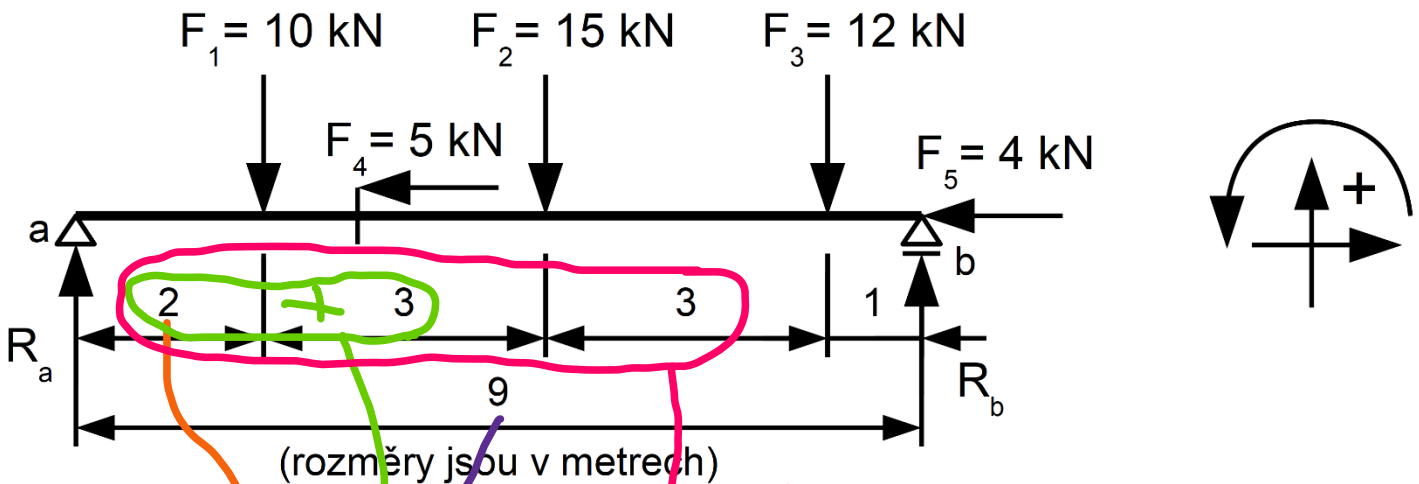 F1= 10 kN F2= 15 kN F3= 12 kN
F4= 5 kN F5= 4 kN
+
a b
2 + 3 3 1
Ra Rb
9
(rozměry jsou v metrech)